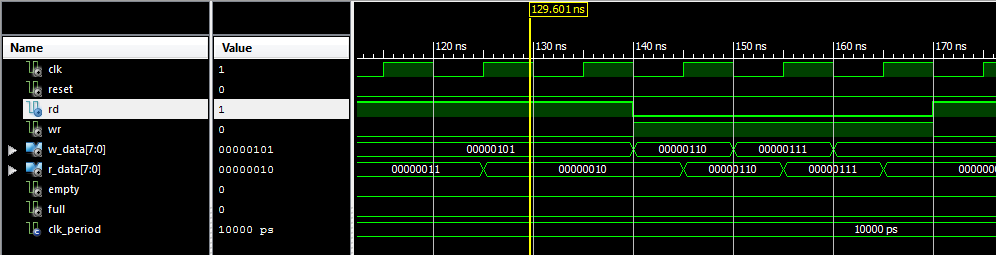 129.601 ns
Name Value 120 ns 130 ns 140 ns 150 ns 160 ns 170 ns
clk 1
reset 0
rd 1
wr 0
w_data[7:0] 00000101 00000101 00000110 00000111
r_data[7:0] 00000010 00000011 00000010 00000110 00000111 0000000
empty 0
full 0
clk_period 10000 ps 10000 ps